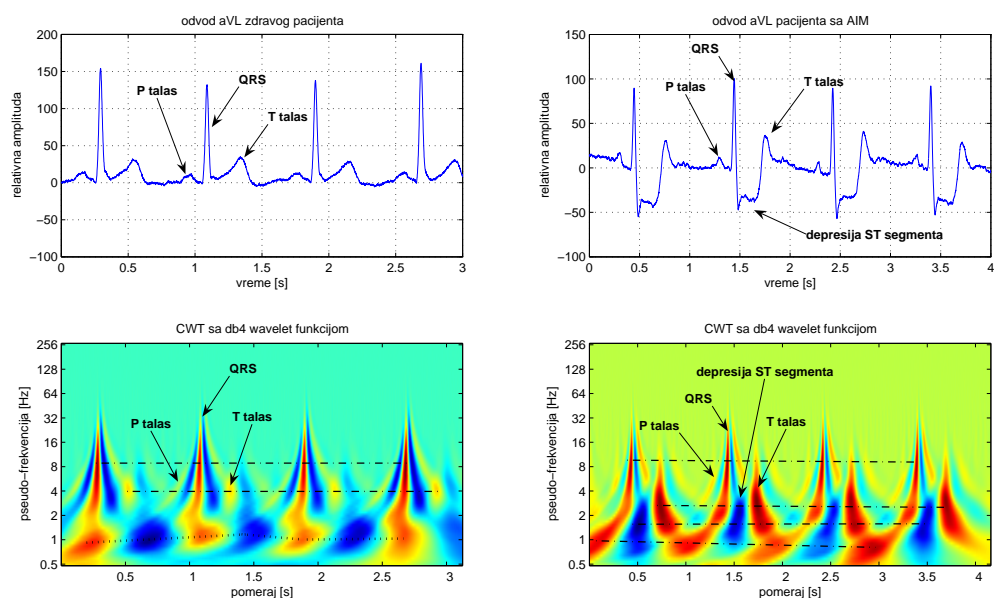 odvod aVL zdravog pacijenta
200
150
100
50
0
−50
−100
relativna amplituda
P talas
QRS
T talas
0 0.5 1 1.5 2 2.5 3
vreme [s]
odvod aVL pacijenta sa AIM
150
100
50
0
−50
−100
relativna amplituda
QRS
P talas
T talas
depresija ST segmenta
0 0.5 1 1.5 2 2.5 3 3.5 4
vreme [s]
CWT sa db4 wavelet funkcijom
256
128
64
32
16
8
4
2
1
0.5
pseudo−frekvencija [Hz]
QRS
P talas
T talas
0.5 1 1.5 2 2.5 3
pomeraj [s]
CWT sa db4 wavelet funkcijom
256
128
64
32
16
8
4
2
1
0.5
pseudo−frekvencija [Hz]
depresija ST segmenta
QRS
P talas
T talas
0.5 1 1.5 2 2.5 3 3.5 4
pomeraj [s]